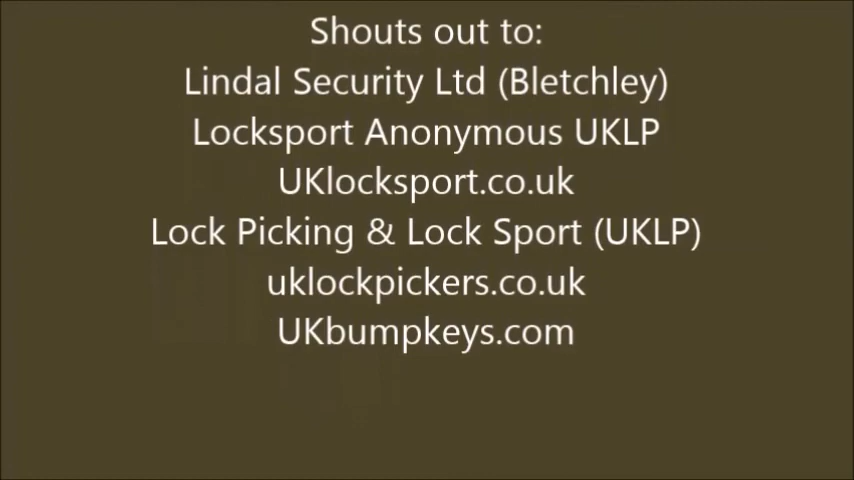 Shouts out to:
Lindal Security Ltd (Bletchley)
Locksport Anonymous UKLP
UKlocksport.co.uk
Lock Picking & Lock Sport (UKLP)
uklockpickers.co.uk
UKbumpkeys.com